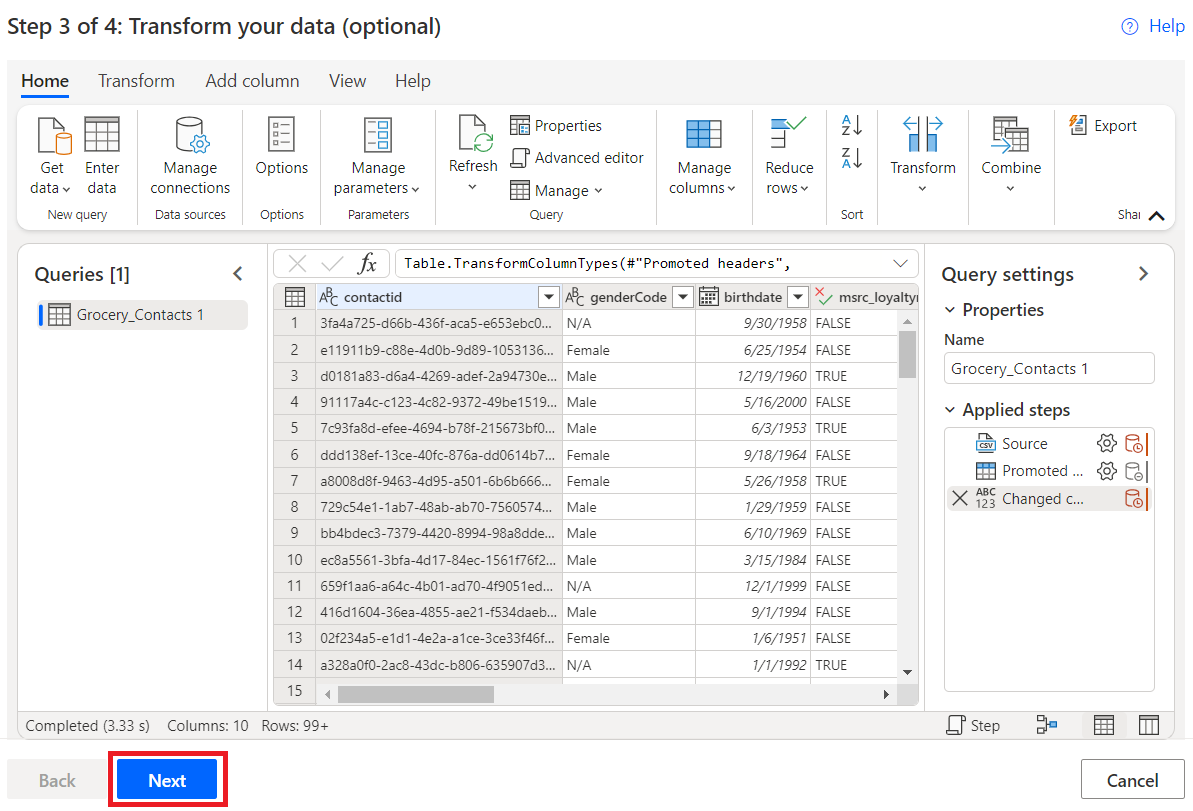 Step 3 of 4: Transform your data (optional)
Help
Home Transform Add column View Help
Get data
Enter data
New query
Manage connections
Data sources
Options
Options
Manage parameters
Parameters
Refresh
Properties
Advanced editor
Manage
Query
Manage columns
Reduce rows
A Z
Z A
Sort
Transform
Combine
Export
Shar
Queries [1]
Grocery_Contacts 1
fx Table.TransformColumnTypes(#"Promoted headers",
ABC contactid ABC genderCode birthdate msrc_loyaltyr
1 3fa4a725-d66b-436f-aca5-e653ebc0... N/A 9/30/1958 FALSE
2 e11911b9-c88e-4d0b-9d89-1053136... Female 6/25/1954 FALSE
3 d0181a83-d6a4-4269-adef-2a94730e... Male 12/19/1960 TRUE
4 91117a4c-c123-4c82-9372-49be1519... Male 5/16/2000 FALSE
5 7c93fa8d-efee-4694-b78f-215673bf0... Male 6/3/1953 TRUE
6 ddd138ef-13ce-40fc-876a-dd0614b7... Female 9/18/1964 FALSE
7 a8008d8f-9463-4d95-a501-6b6b666... Female 5/26/1958 TRUE
8 729c54e1-1ab7-48ab-ab70-7560574... Male 1/29/1959 FALSE
9 bb4bdec3-7379-4420-8994-98a8dde... Male 6/10/1969 FALSE
10 ec8a5561-3bfa-4d17-84ec-1561f76f2... Male 3/15/1984 FALSE
11 659f1aa6-a64c-4b01-ad70-4f9051ed... N/A 12/1/1999 FALSE
12 416d1604-36ea-4855-ae21-f534daeb... Male 9/1/1994 FALSE
13 02f234a5-e1d1-4e2a-a1ce-3ce33f46f... Female 1/6/1951 FALSE
14 a328a0f0-2ac8-43dc-b806-635907d3... N/A 1/1/1992 TRUE
15
Query settings
Properties
Name
Grocery_Contacts 1
Applied steps
CSV Source
Promoted ...
ABC 123 Changed c...
Completed (3.33 s) Columns: 10 Rows: 99+
Step
Back Next Cancel